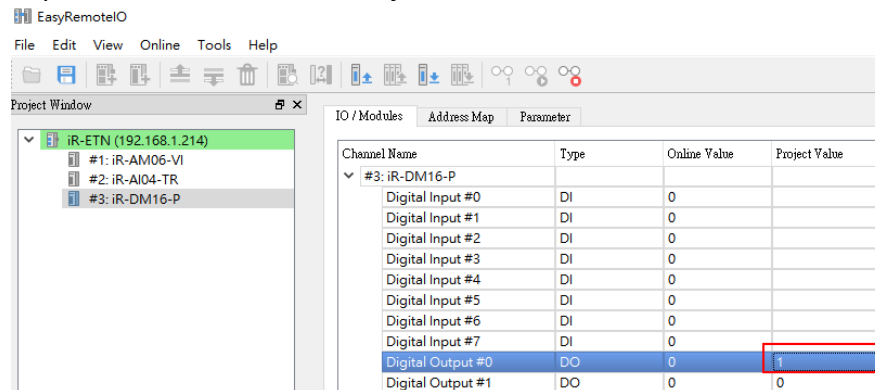 EasyRemoteIO
File Edit View Online Tools Help
Project Window
iR-ETN (192.168.1.214)
#1: iR-AM06-VI
#2: iR-AI04-TR
#3: iR-DM16-P
IO / Modules Address Map Parameter
Channel Name Type Online Value Project Value
#3: iR-DM16-P
Digital Input #0 DI 0
Digital Input #1 DI 0
Digital Input #2 DI 0
Digital Input #3 DI 0
Digital Input #4 DI 0
Digital Input #5 DI 0
Digital Input #6 DI 0
Digital Input #7 DI 0
Digital Output #0 DO 0 1
Digital Output #1 DO 0 0